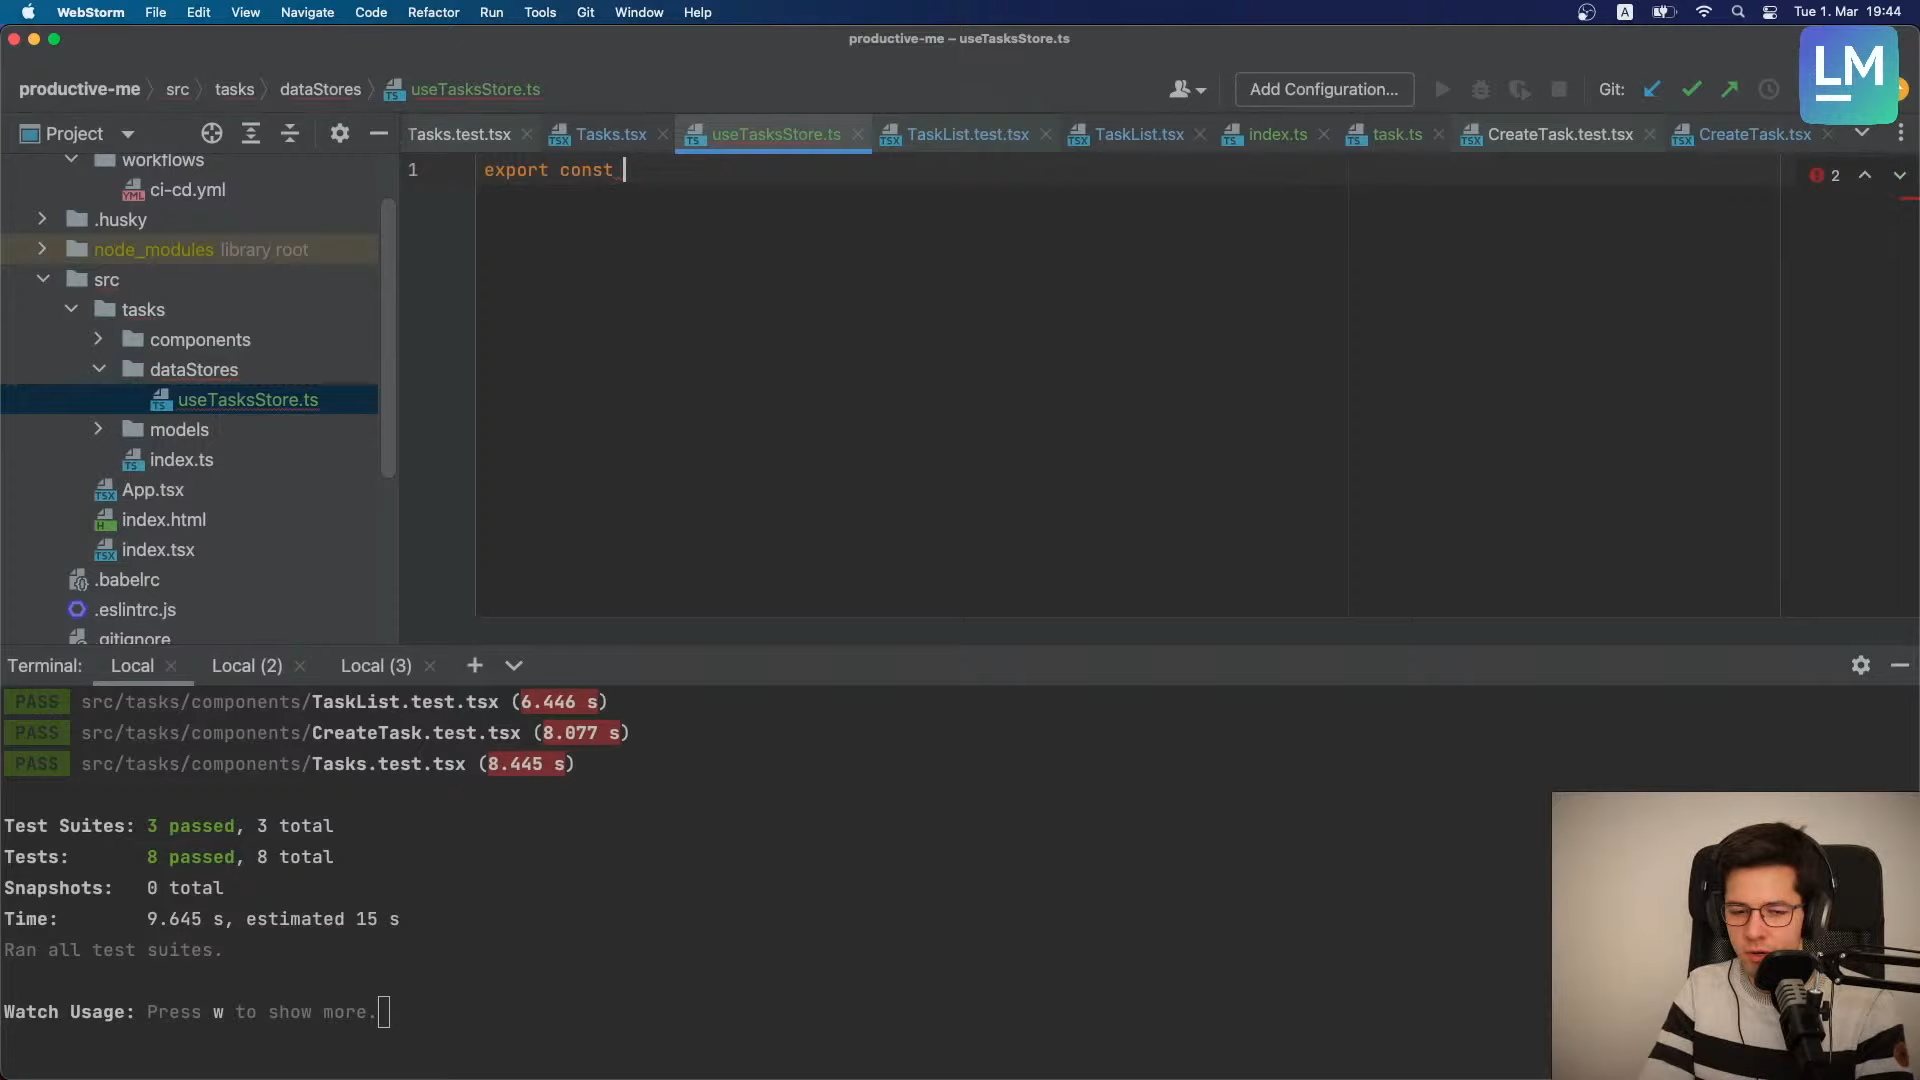 WebStorm File Edit View Navigate Code Refactor Run Tools Git Window Help A Tue 1. Mar 19:44
productive-me – useTasksStore.ts
LM
productive-me src tasks dataStores useTasksStore.ts Add Configuration... Git:
Project Tasks.test.tsx Tasks.tsx useTasksStore.ts TaskList.test.tsx TaskList.tsx index.ts task.ts CreateTask.test.tsx CreateTask.tsx
1 export const 2
workflows
ci-cd.yml
.husky
node_modules library root
src
tasks
components
dataStores
useTasksStore.ts
models
index.ts
App.tsx
index.html
index.tsx
.babelrc
.eslintrc.js
.gitignore
Terminal: Local Local (2) Local (3)
PASS src/tasks/components/TaskList.test.tsx (6.446 s)
PASS src/tasks/components/CreateTask.test.tsx (8.077 s)
PASS src/tasks/components/Tasks.test.tsx (8.445 s)
Test Suites: 3 passed, 3 total
Tests: 8 passed, 8 total
Snapshots: 0 total
Time: 9.645 s, estimated 15 s
Ran all test suites.
Watch Usage: Press w to show more.